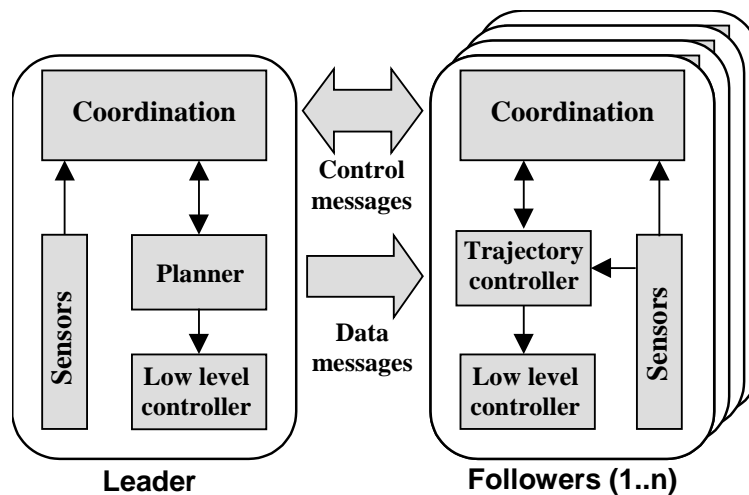 Coordination
Sensors
Planner
Low level
controller
Leader
Control
messages
Data
messages
Coordination
Trajectory
controller
Sensors
Low level
controller
Followers (1..n)